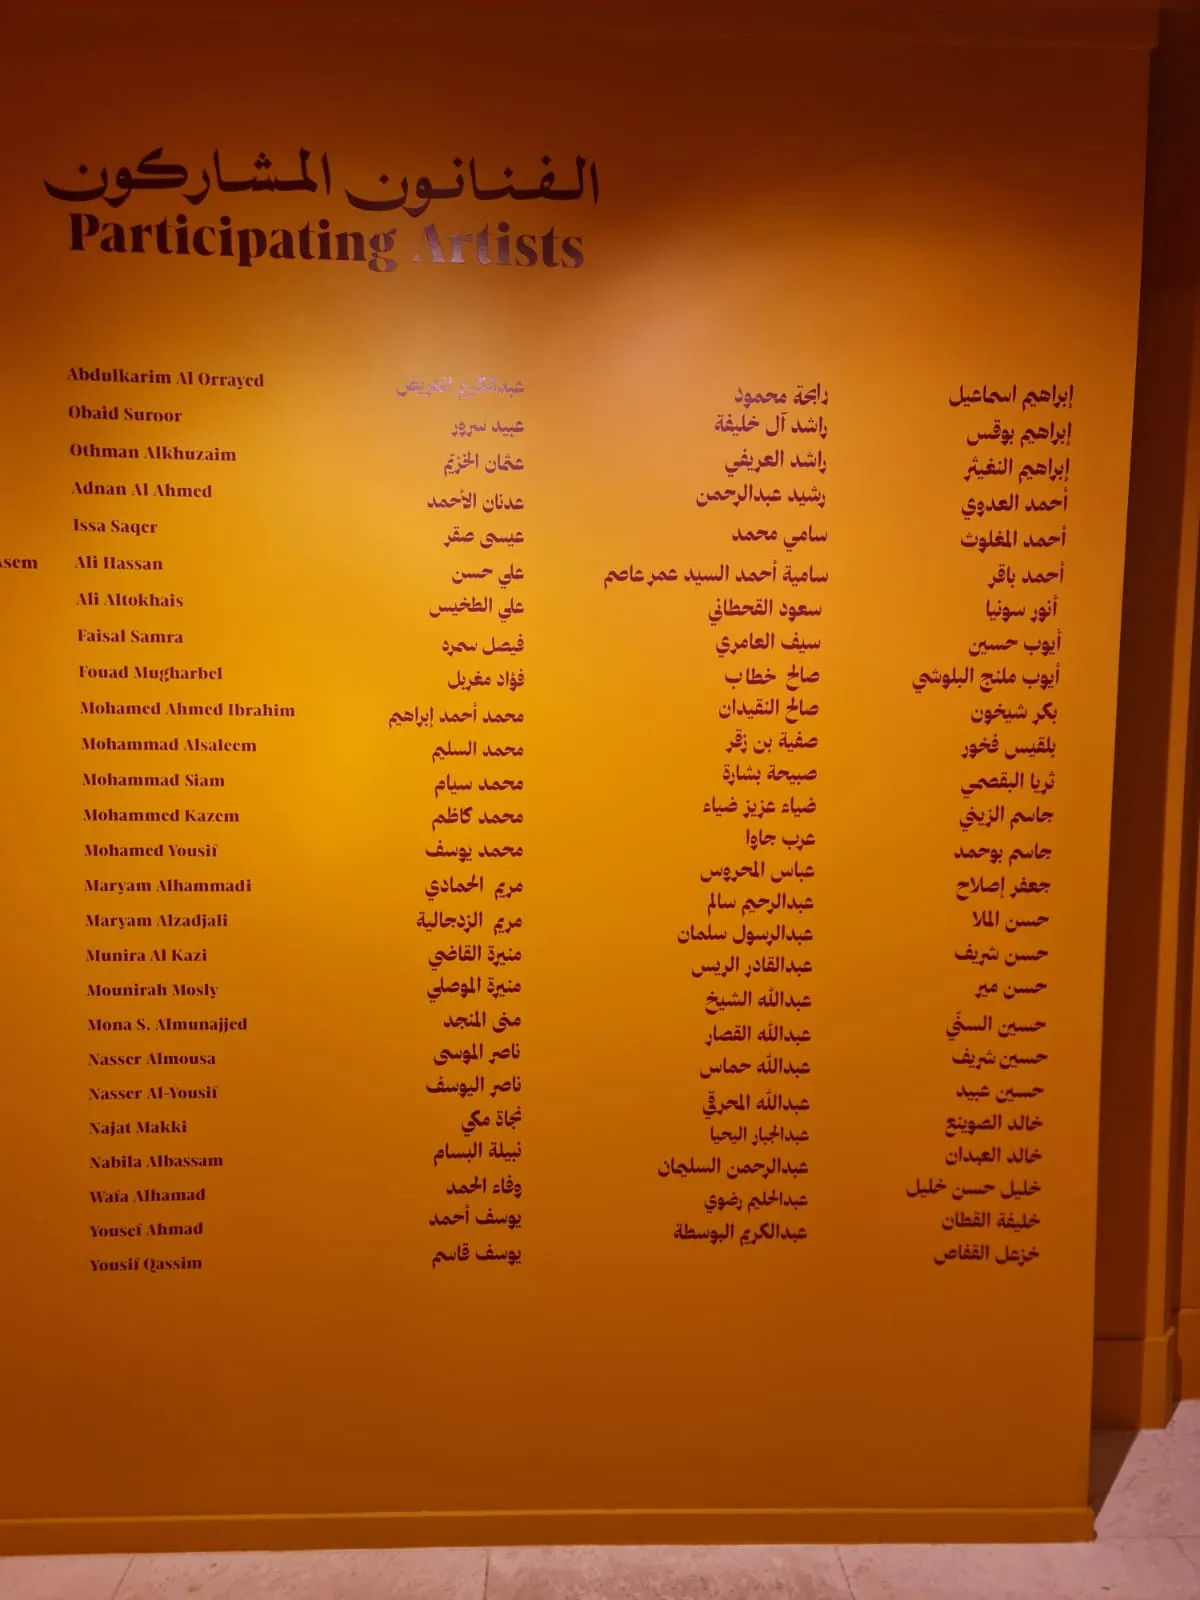 الفنانون المشاركون
Participating Artists
إبراهيم اسماعيل
إبراهيم بوقس
إبراهيم النغيثر
أحمد العدوي
أحمد المغلوث
أحمد باقر
أنور سونيا
أيوب حسين
أيوب ملنج البلوشي
بكر شيخون
بلقيس فخور
ثريا البقصمي
جاسم الزيني
جاسم بوحمد
جعفر إصلاح
حسن الملا
حسن شريف
حسن مير
حسين السنّي
حسين شريف
حسين عبيد
خالد الصوينع
خالد العبدان
خليل حسن خليل
خليفة القطان
خزعل القفاص
رابحة محمود
راشد آل خليفة
راشد العريفي
رشيد عبدالرحمن
سامي محمد
سامية أحمد السيد عمر عاصم
سعود القحطاني
سيف العامري
صالح خطاب
صالح النقيدان
صفية بن زقر
صبيحة بشارة
ضياء عزيز ضياء
عرب جاوا
عباس المحروس
عبدالرحيم سالم
عبدالرسول سلمان
عبدالقادر الريس
عبدالله الشيخ
عبدالله القصار
عبدالله حماس
عبدالله المحرقي
عبدالجبار اليحيا
عبدالرحمن السليمان
عبدالحليم رضوي
عبدالكريم البوسطة
عبدالكريم العريض
عبيد سرور
عثمان الخزيّم
عدنان الأحمد
عيسى صقر
علي حسن
علي الطخيس
فيصل سمره
فؤاد مغربل
محمد أحمد إبراهيم
محمد السليم
محمد سيام
محمد كاظم
محمد يوسف
مريم الحمادي
مريم الزدجالية
منيرة القاضي
منيرة الموصلي
منى المنجد
ناصر الموسى
ناصر اليوسف
نجاة مكي
نبيلة البسام
وفاء الحمد
يوسف أحمد
يوسف قاسم
Abdulkarim Al Orrayed
Obaid Suroor
Othman Alkhuzaim
Adnan Al Ahmed
Issa Saqer
Ali Hassan
Ali Altokhais
Faisal Samra
Fouad Mugharbel
Mohamed Ahmed Ibrahim
Mohammad Alsaleem
Mohammad Siam
Mohammed Kazem
Mohamed Yousif
Maryam Alhammadi
Maryam Alzadjali
Munira Al Kazi
Mounirah Mosly
Mona S. Almunajjed
Nasser Almousa
Nasser Al-Yousif
Najat Makki
Nabila Albassam
Wafa Alhamad
Yousef Ahmad
Yousif Qassim